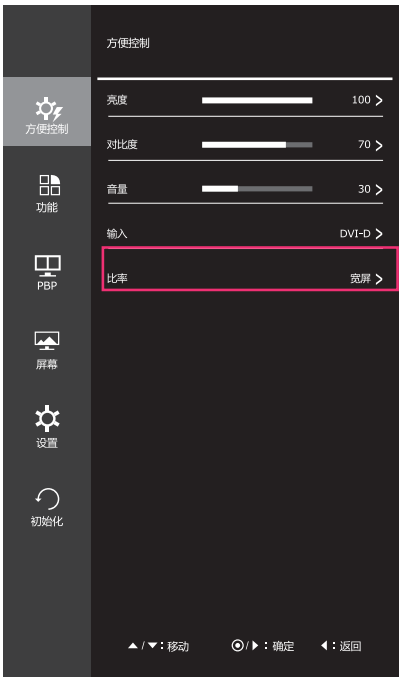 方便控制
方便控制
亮度 100
对比度 70
音量 30
输入 DVI-D
比率 宽屏
功能
PBP
屏幕
设置
初始化
▲/▼:移动 ◉/▶:确定 ◀:返回